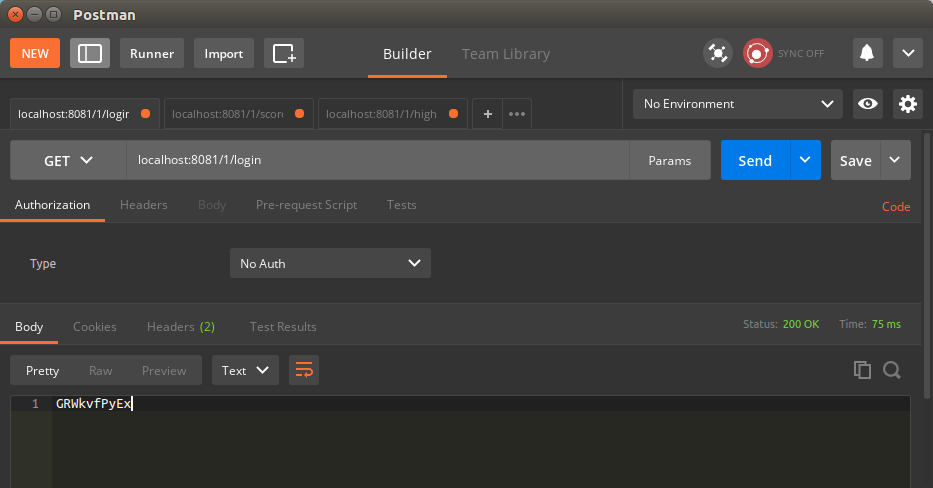 Postman
NEW Runner Import Builder Team Library SYNC OFF
localhost:8081/1/login localhost:8081/1/score localhost:8081/1/high + ••• No Environment
GET localhost:8081/1/login Params Send Save
Authorization Headers Body Pre-request Script Tests Code
Type No Auth
Body Cookies Headers (2) Test Results Status: 200 OK Time: 75 ms
Pretty Raw Preview Text
1 GRWkvfPyEx